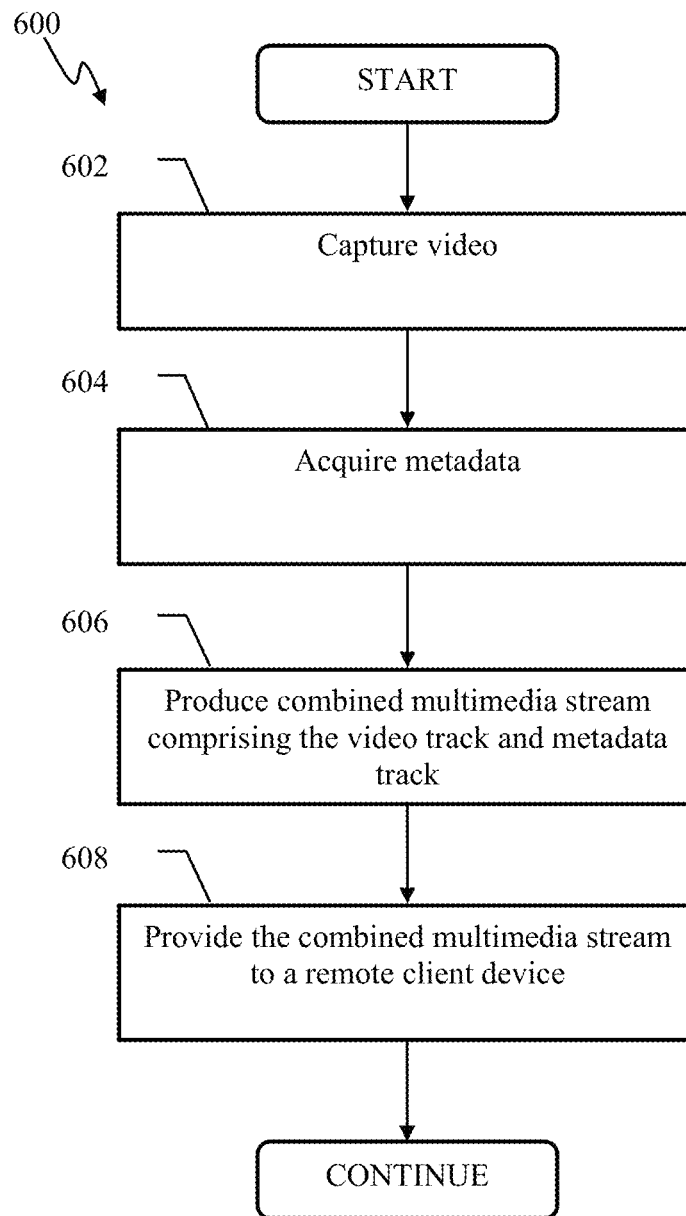 600
START
602
Capture video
604
Acquire metadata
606
Produce combined multimedia stream
comprising the video track and metadata
track
608
Provide the combined multimedia stream
to a remote client device
CONTINUE